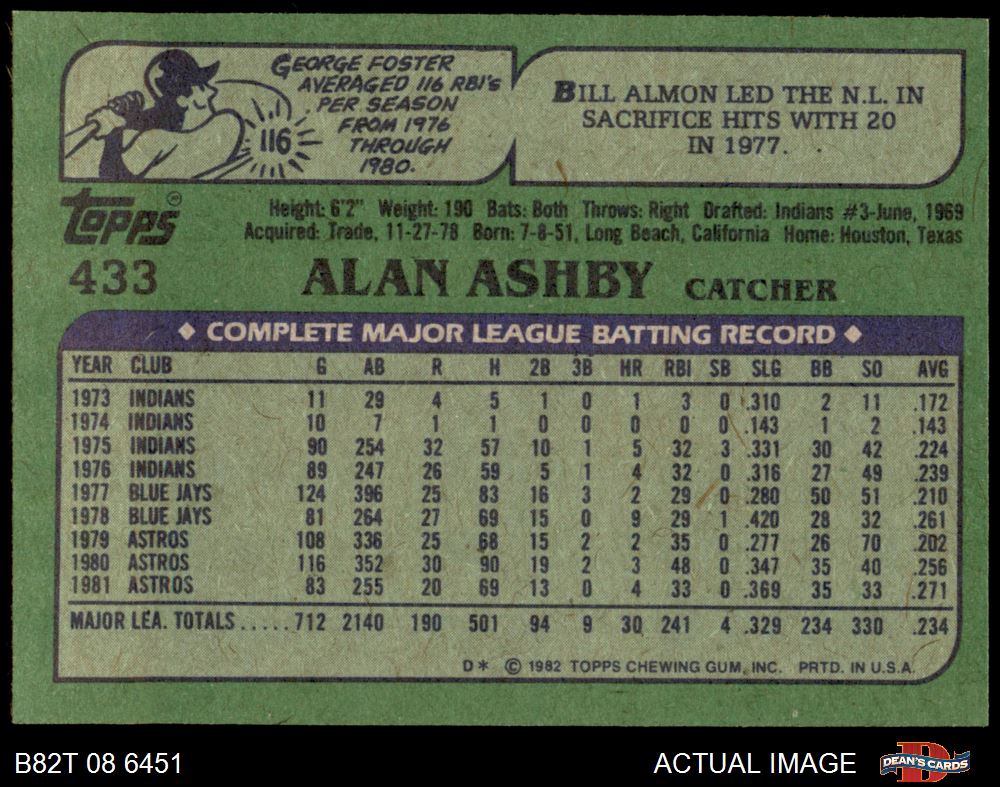 GEORGE FOSTER
AVERAGED 116 RBI's
PER SEASON
FROM 1976
THROUGH
1980.
116
BILL ALMON LED THE N.L. IN
SACRIFICE HITS WITH 20
IN 1977.
TOPPS®
Height: 6'2" Weight: 190 Bats: Both Throws: Right Drafted: Indians #3-June, 1969
Acquired: Trade, 11-27-78 Born: 7-8-51, Long Beach, California Home: Houston, Texas
433 ALAN ASHBY CATCHER
◆ COMPLETE MAJOR LEAGUE BATTING RECORD ◆
YEAR CLUB G AB R H 2B 3B HR RBI SB SLG BB SO AVG
1973 INDIANS 11 29 4 5 1 0 1 3 0 .310 2 11 .172
1974 INDIANS 10 7 1 1 0 0 0 0 0 .143 1 2 .143
1975 INDIANS 90 254 32 57 10 1 5 32 3 .331 30 42 .224
1976 INDIANS 89 247 26 59 5 1 4 32 0 .316 27 49 .239
1977 BLUE JAYS 124 396 25 83 16 3 2 29 0 .280 50 51 .210
1978 BLUE JAYS 81 264 27 69 15 0 9 29 1 .420 28 32 .261
1979 ASTROS 108 336 25 68 15 2 2 35 0 .277 26 70 .202
1980 ASTROS 116 352 30 90 19 2 3 48 0 .347 35 40 .256
1981 ASTROS 83 255 20 69 13 0 4 33 0 .369 35 33 .271
MAJOR LEA. TOTALS.....712 2140 190 501 94 9 30 241 4 .329 234 330 .234
D* © 1982 TOPPS CHEWING GUM, INC. PRTD. IN U.S.A.
B82T 08 6451 ACTUAL IMAGE DEAN'S CARDS